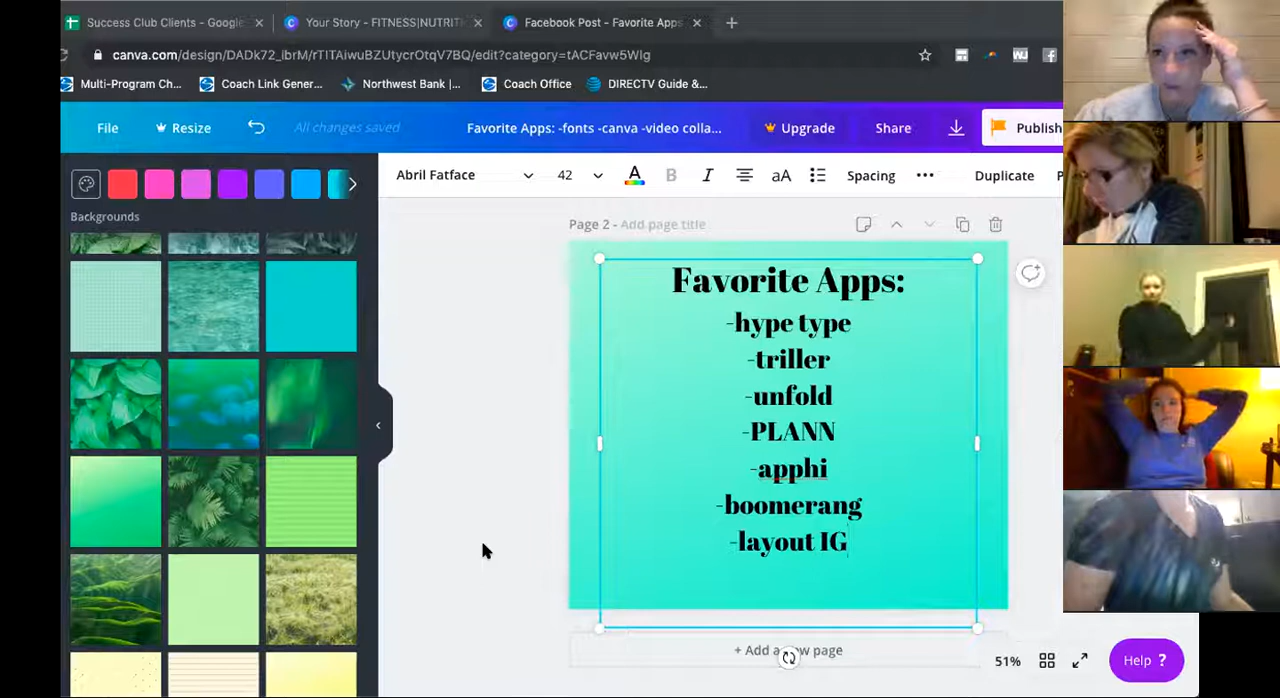 Success Club Clients - Google
Your Story - FITNESS|NUTRITI
Facebook Post - Favorite Apps
canva.com/design/DADk72_ibrM/rTlTAiwuBZUtycrOtqV7BQ/edit?category=tACFavw5WIg
Multi-Program Ch...
Coach Link Gener...
Northwest Bank |...
Coach Office
DIRECTV Guide &...
File
Resize
All changes saved
Favorite Apps: -fonts -canva -video colla...
Upgrade
Share
Publish
Abril Fatface
42
A
B
I
aA
Spacing
Duplicate
P
Backgrounds
Page 2 - Add page title
Favorite Apps:
-hype type
-triller
-unfold
-PLANN
-apphi
-boomerang
-layout IG
+ Add a new page
51%
Help ?